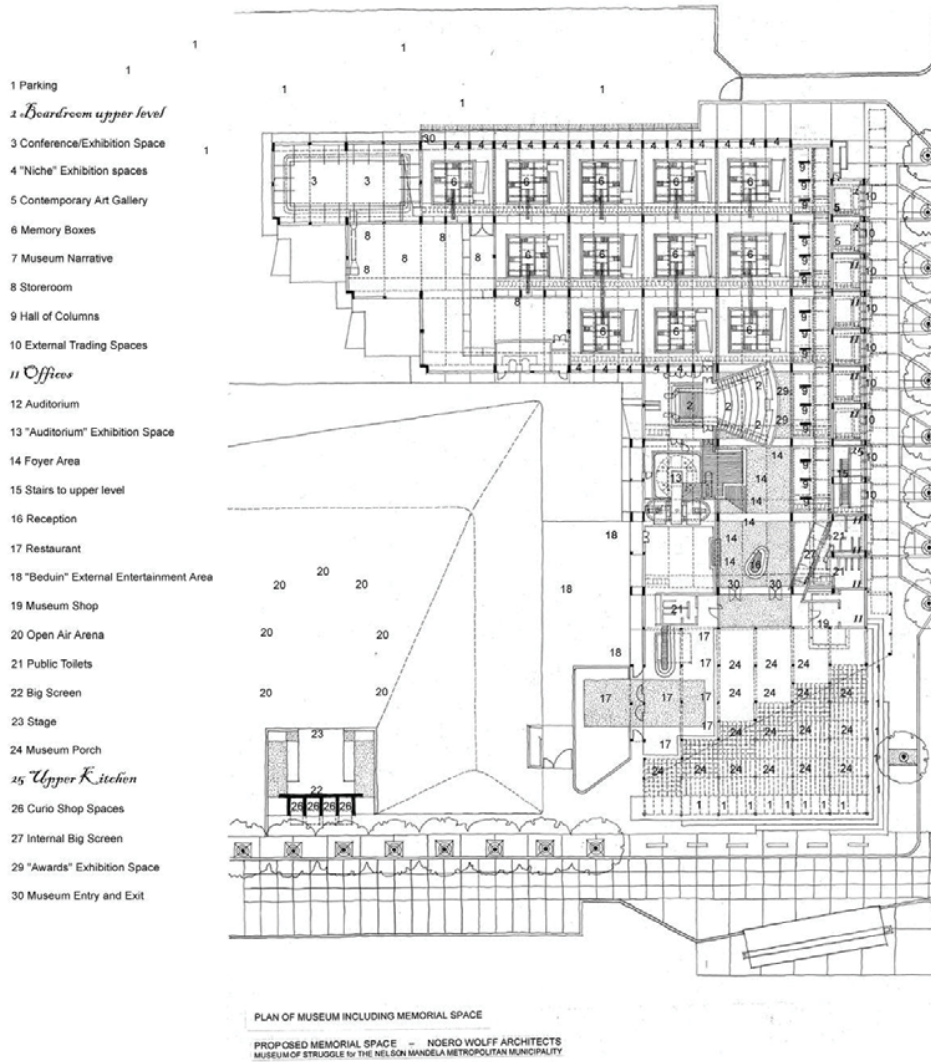 1 Parking
2 Boardroom upper level
3 Conference/Exhibition Space
4 "Niche" Exhibition spaces
5 Contemporary Art Gallery
6 Memory Boxes
7 Museum Narrative
8 Storeroom
9 Hall of Columns
10 External Trading Spaces
11 Offices
12 Auditorium
13 "Auditorium" Exhibition Space
14 Foyer Area
15 Stairs to upper level
16 Reception
17 Restaurant
18 "Beduin" External Entertainment Area
19 Museum Shop
20 Open Air Arena
21 Public Toilets
22 Big Screen
23 Stage
24 Museum Porch
25 Upper Kitchen
26 Curio Shop Spaces
27 Internal Big Screen
29 "Awards" Exhibition Space
30 Museum Entry and Exit
PLAN OF MUSEUM INCLUDING MEMORIAL SPACE
PROPOSED MEMORIAL SPACE – NOERO WOLFF ARCHITECTS
MUSEUM OF STRUGGLE for THE NELSON MANDELA METROPOLITAN MUNICIPALITY